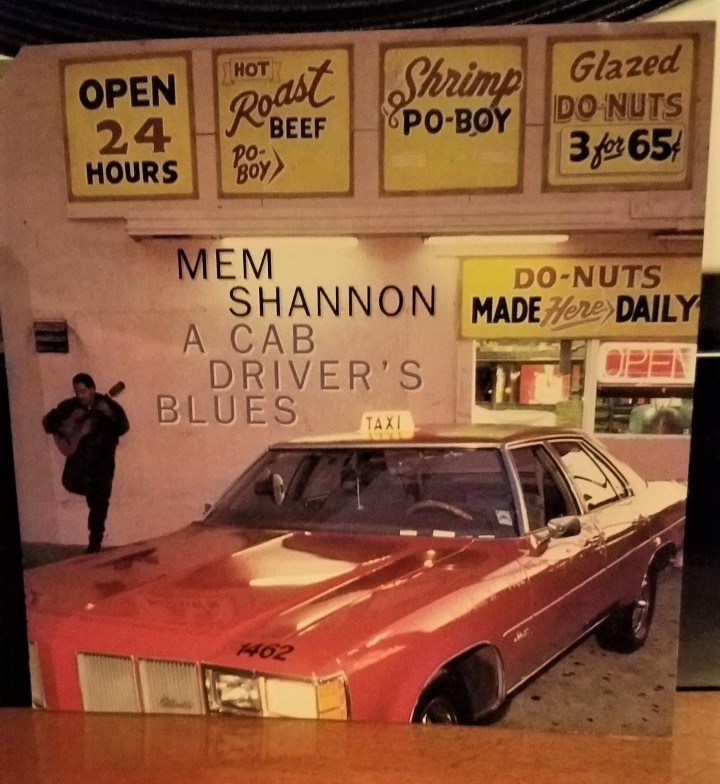 OPEN
24
HOURS
HOT
Roast
BEEF
PO-
BOY
Shrimp
PO-BOY
Glazed
DO-NUTS
3 for 65¢
MEM
SHANNON
A CAB
DRIVER'S
BLUES
DO-NUTS
MADE Here DAILY
OPEN
TAXI
1462